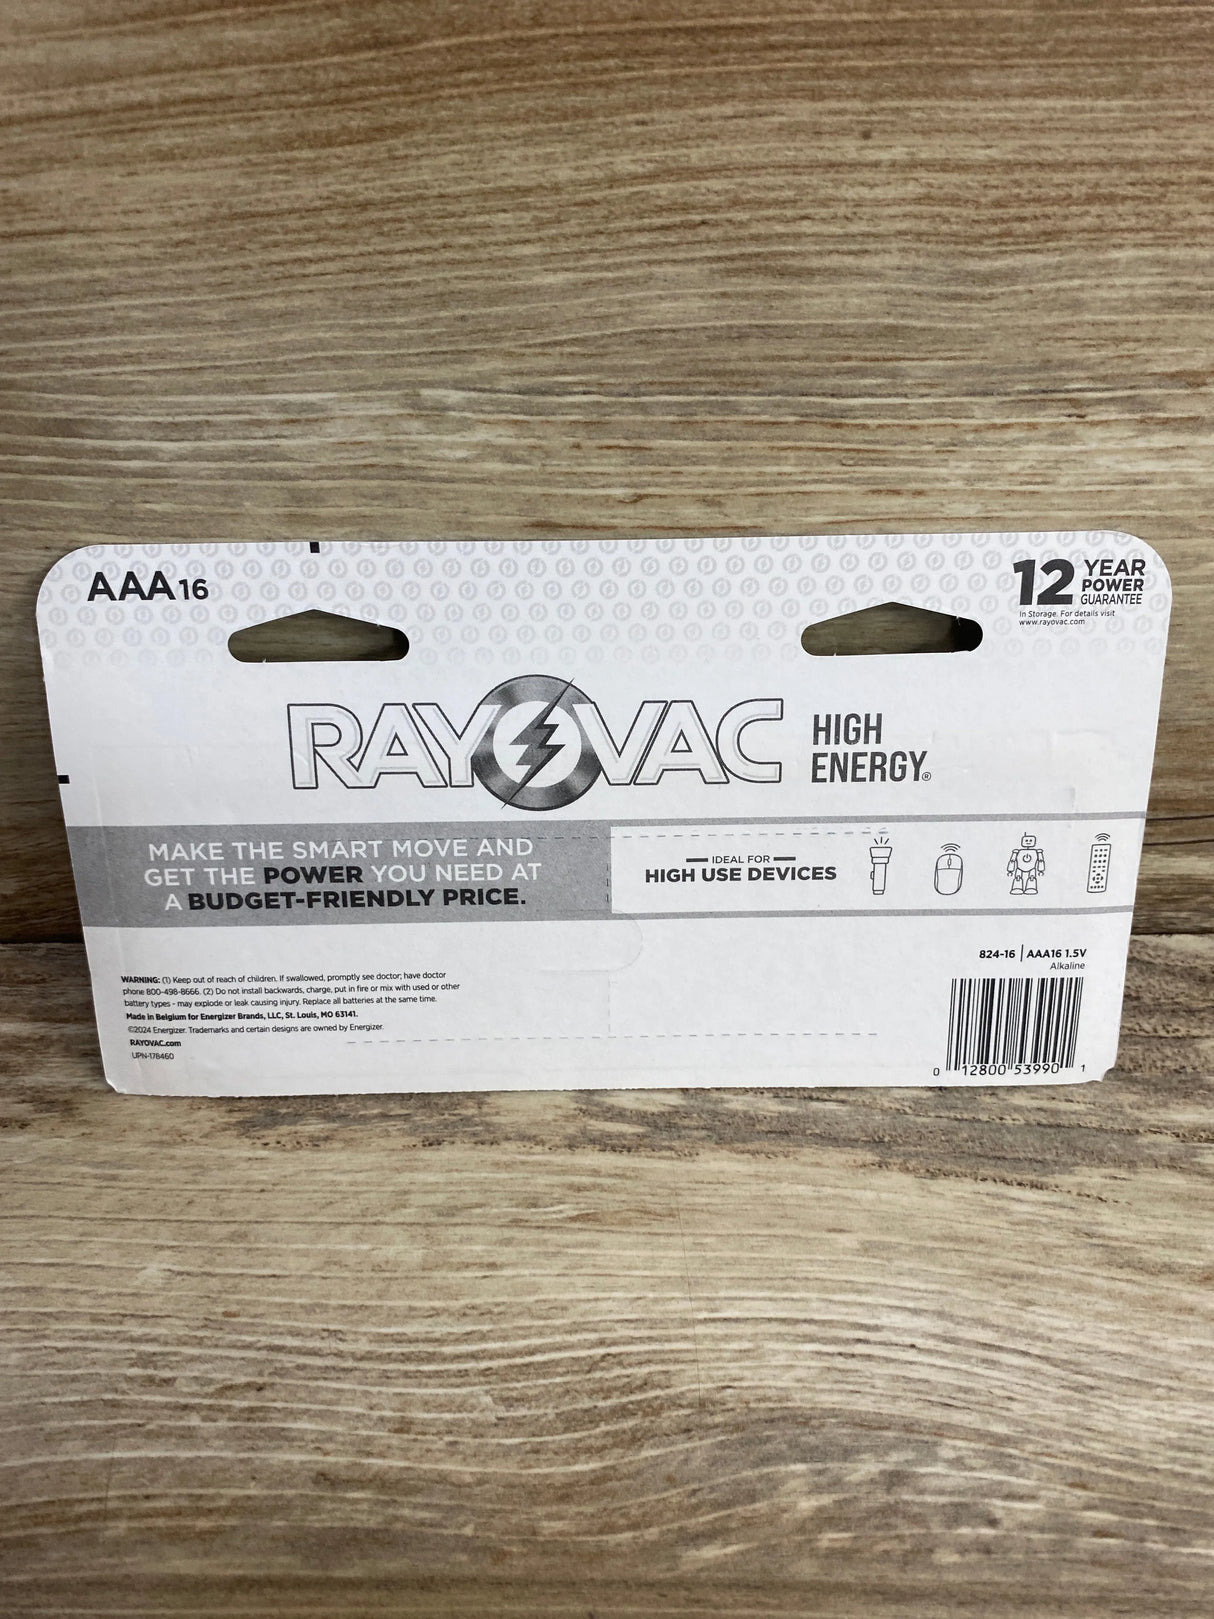 AAA16
12 YEAR
POWER
GUARANTEE
In Storage. For details visit
www.rayovac.com
RAYOVAC
HIGH
ENERGY®
MAKE THE SMART MOVE AND
GET THE POWER YOU NEED AT
A BUDGET-FRIENDLY PRICE.
IDEAL FOR
HIGH USE DEVICES
824-16 | AAA16 1.5V
Alkaline
WARNING: (1) Keep out of reach of children. If swallowed, promptly see doctor; have doctor
phone 800-498-8666. (2) Do not install backwards, charge, put in fire or mix with used or other
battery types - may explode or leak causing injury. Replace all batteries at the same time.
Made in Belgium for Energizer Brands, LLC, St. Louis, MO 63141.
©2024 Energizer. Trademarks and certain designs are owned by Energizer.
RAYOVAC.com
UPN-178460
0 12800 53990 1